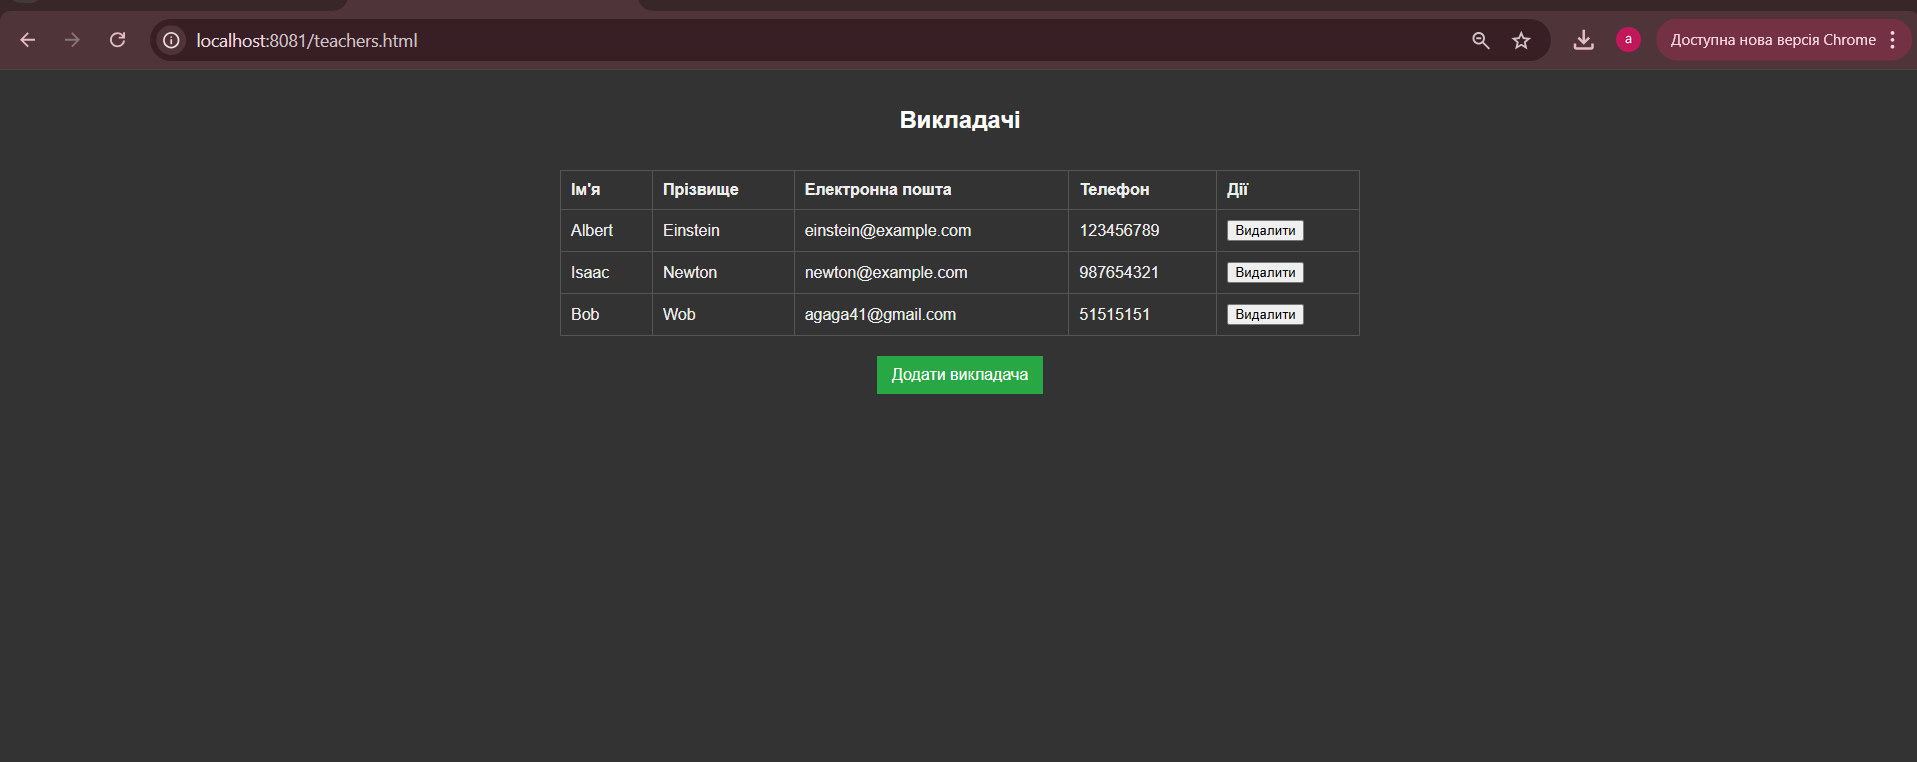 localhost:8081/teachers.html
a
Доступна нова версія Chrome
Викладачі
Ім'я Прізвище Електронна пошта Телефон Дії
Albert Einstein einstein@example.com 123456789 Видалити
Isaac Newton newton@example.com 987654321 Видалити
Bob Wob agaga41@gmail.com 51515151 Видалити
Додати викладача